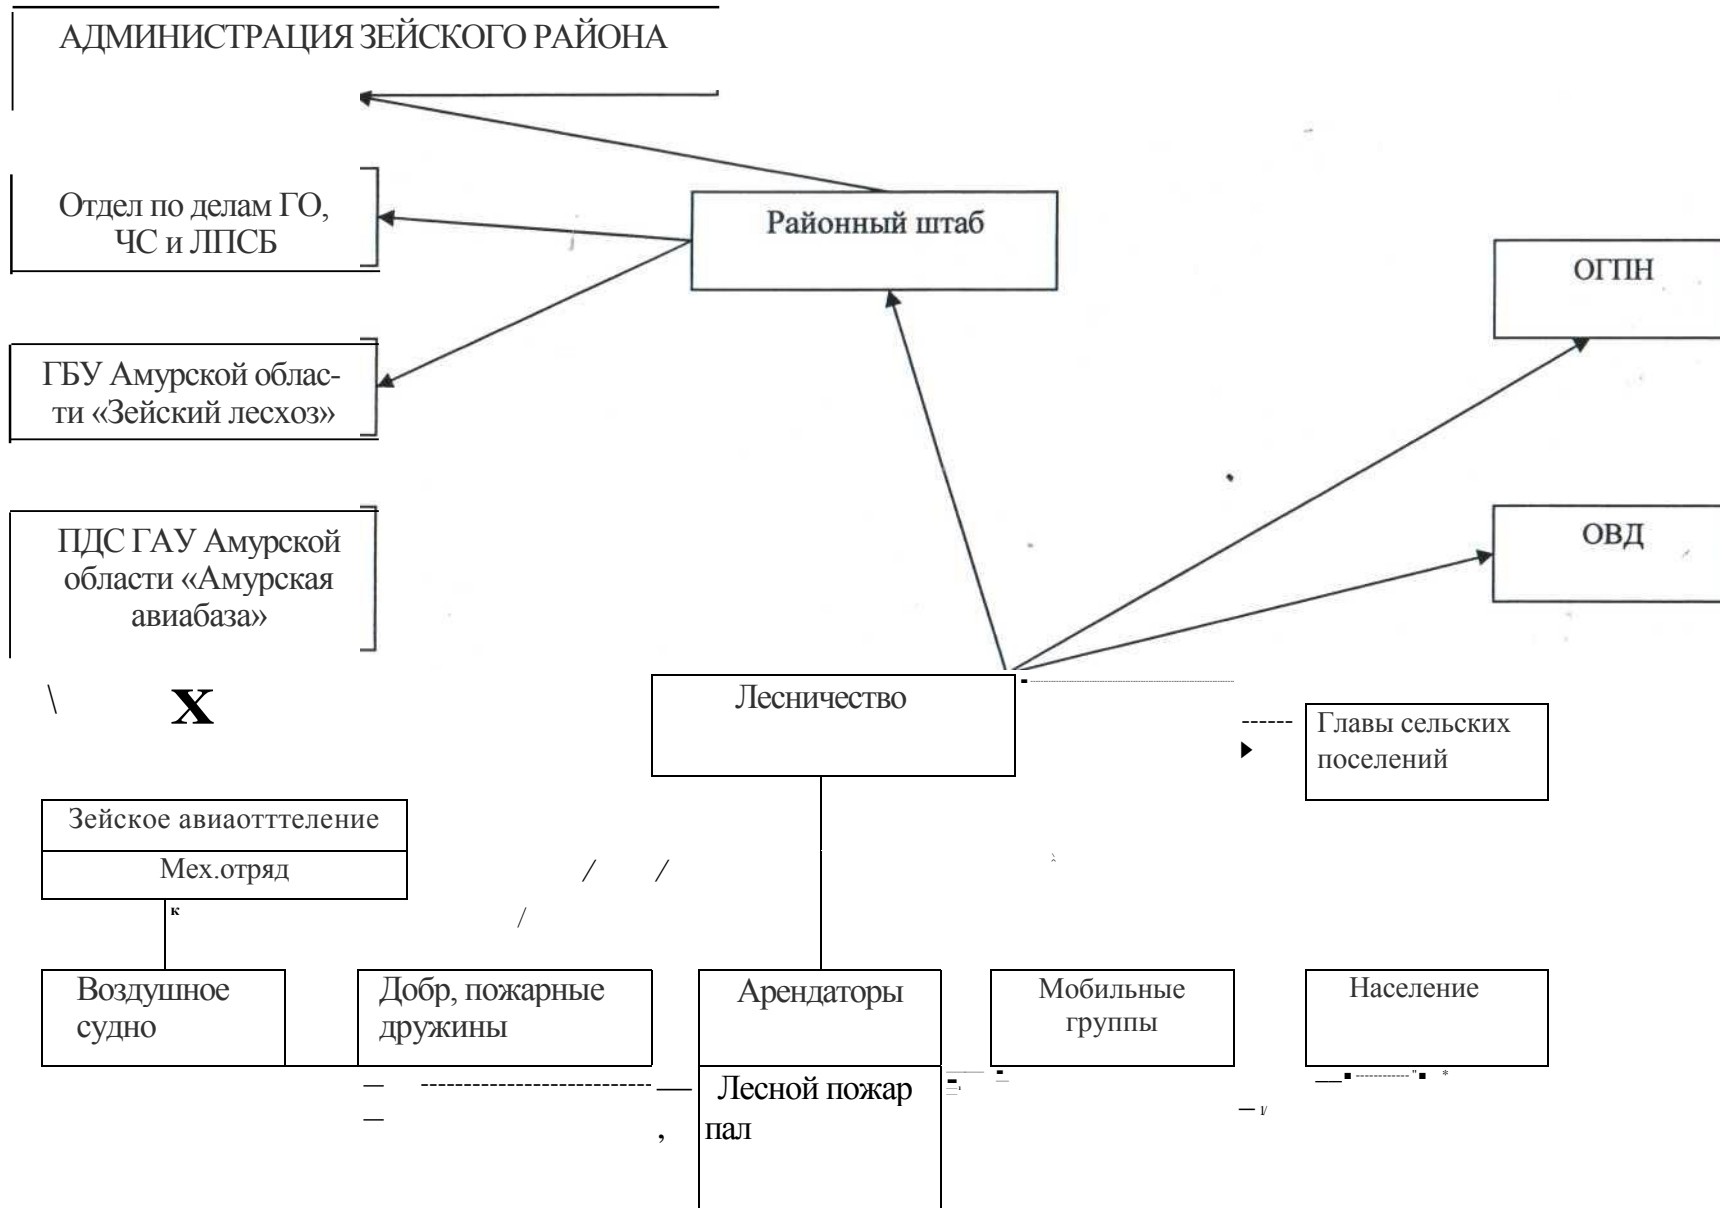 АДМИНИСТРАЦИЯ ЗЕЙСКОГО РАЙОНА
Отдел по делам ГО,
ЧС и ЛПСБ
Районный штаб
ОГПН
ГБУ Амурской облас-
ти «Зейский лесхоз»
ПДС ГАУ Амурской
области «Амурская
авиабаза»
ОВД
\ X
Лесничество
Главы сельских
поселений
Зейское авиаотттеление
Мех.отряд
/ /
к
/
Воздушное
судно
Добр, пожарные
дружины
Арендаторы
Мобильные
группы
Население
Лесной пожар
, пал